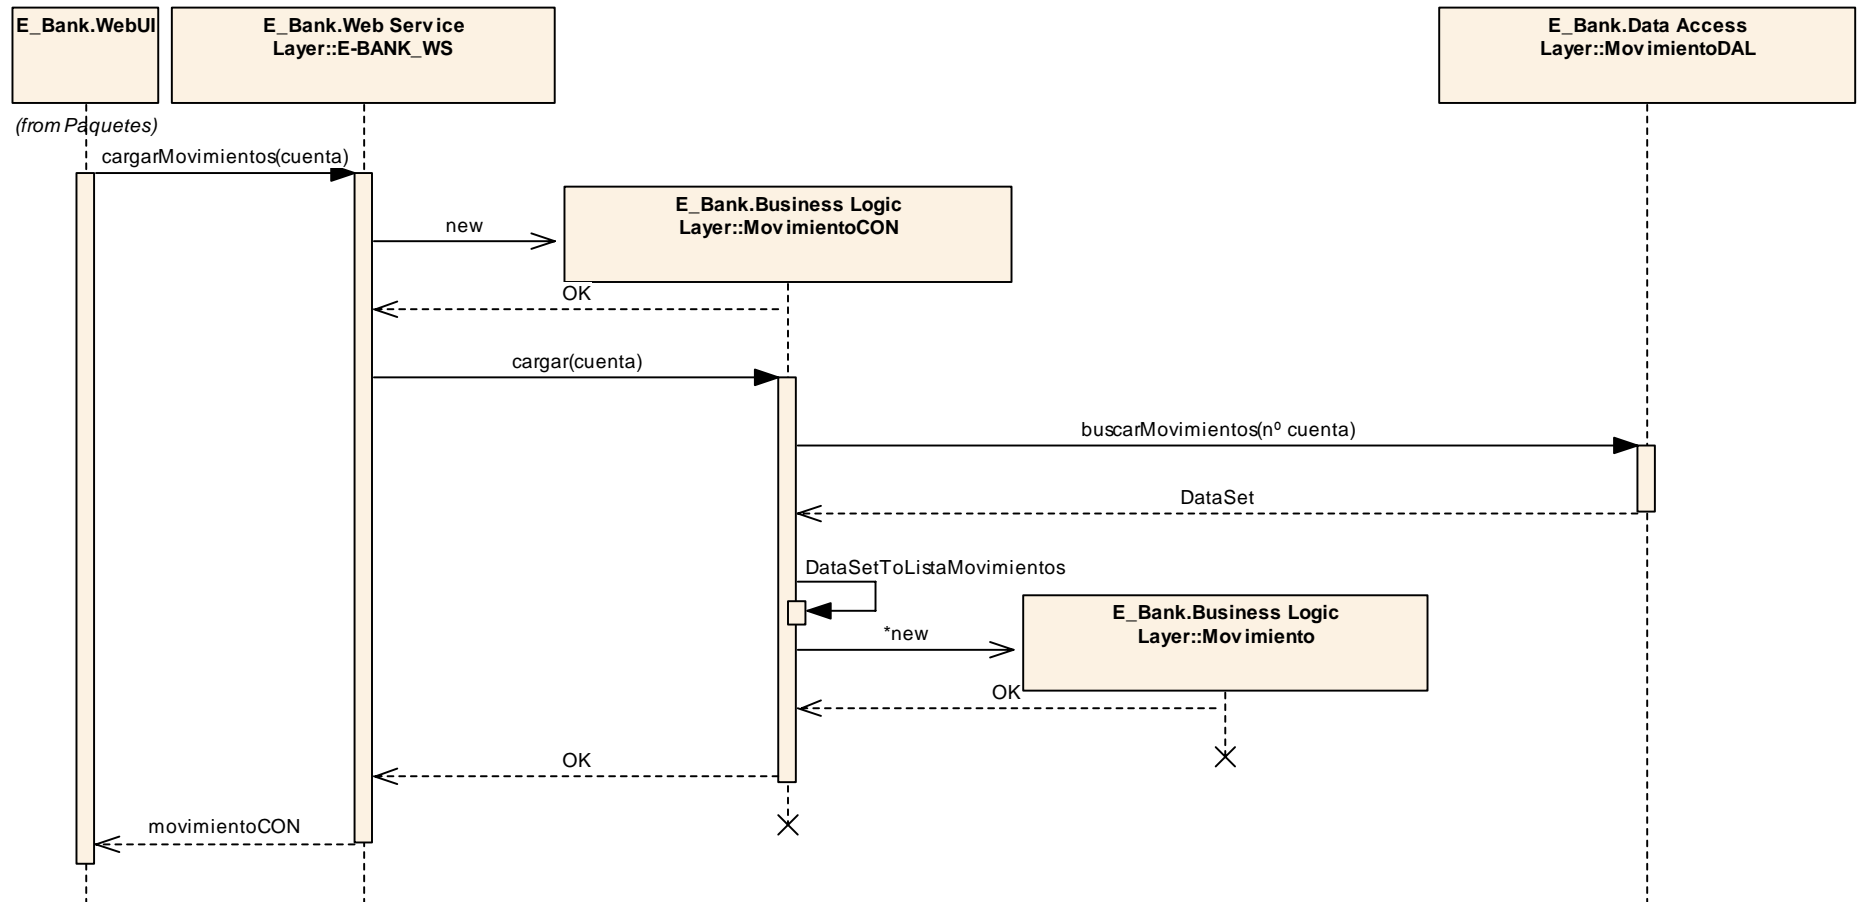 E_Bank.WebUI
E_Bank.Web Service
Layer::E-BANK_WS
E_Bank.Data Access
Layer::MovimientoDAL
(from Paquetes)
cargarMovimientos(cuenta)
E_Bank.Business Logic
Layer::MovimientoCON
new
OK
cargar(cuenta)
buscarMovimientos(nº cuenta)
DataSet
DataSetToListaMovimientos
E_Bank.Business Logic
Layer::Movimiento
*new
OK
OK
movimientoCON